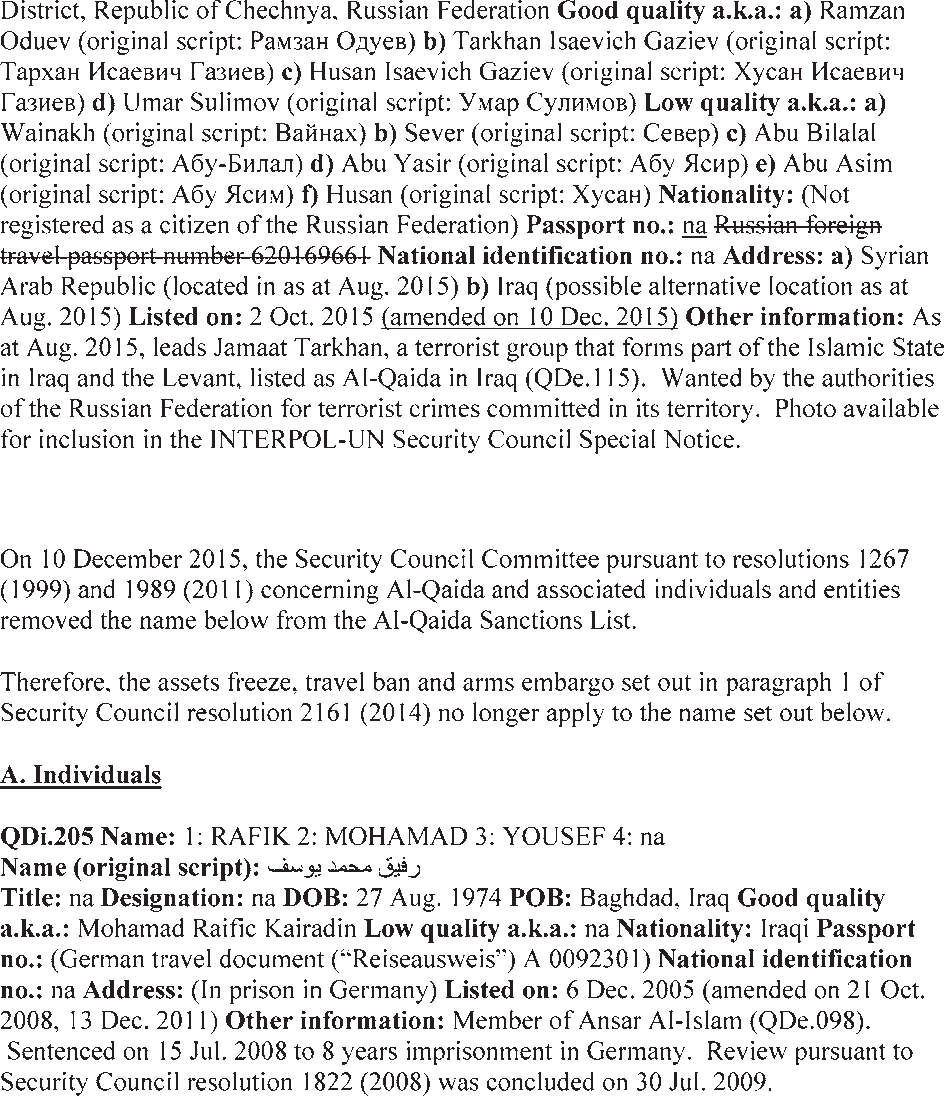 District, Republic of Chechnya, Russian Federation Good quality a.k.a.: a) Ramzan
Oduev (original script: Рамзан Одуев) b) Tarkhan Isaevich Gaziev (original script:
Тархан Исаевич Газиев) c) Husan Isaevich Gaziev (original script: Хусан Исаевич
Газиев) d) Umar Sulimov (original script: Умар Сулимов) Low quality a.k.a.: a)
Wainakh (original script: Вайнах) b) Sever (original script: Север) c) Abu Bilalal
(original script: Абу-Билал) d) Abu Yasir (original script: Абу Ясир) e) Abu Asim
(original script: Абу Ясим) f) Husan (original script: Хусан) Nationality: (Not
registered as a citizen of the Russian Federation) Passport no.: na Russian foreign
travel passport number 620169661 National identification no.: na Address: a) Syrian
Arab Republic (located in as at Aug. 2015) b) Iraq (possible alternative location as at
Aug. 2015) Listed on: 2 Oct. 2015 (amended on 10 Dec. 2015) Other information: As
at Aug. 2015, leads Jamaat Tarkhan, a terrorist group that forms part of the Islamic State
in Iraq and the Levant, listed as Al-Qaida in Iraq (QDe.115).  Wanted by the authorities
of the Russian Federation for terrorist crimes committed in its territory.  Photo available
for inclusion in the INTERPOL-UN Security Council Special Notice.
On 10 December 2015, the Security Council Committee pursuant to resolutions 1267
(1999) and 1989 (2011) concerning Al-Qaida and associated individuals and entities
removed the name below from the Al-Qaida Sanctions List.
Therefore, the assets freeze, travel ban and arms embargo set out in paragraph 1 of
Security Council resolution 2161 (2014) no longer apply to the name set out below.
A. Individuals
QDi.205 Name: 1: RAFIK 2: MOHAMAD 3: YOUSEF 4: na
Name (original script): رفيق محمد يوسف
Title: na Designation: na DOB: 27 Aug. 1974 POB: Baghdad, Iraq Good quality
a.k.a.: Mohamad Raific Kairadin Low quality a.k.a.: na Nationality: Iraqi Passport
no.: (German travel document (“Reiseausweis”) A 0092301) National identification
no.: na Address: (In prison in Germany) Listed on: 6 Dec. 2005 (amended on 21 Oct.
2008, 13 Dec. 2011) Other information: Member of Ansar Al-Islam (QDe.098).
Sentenced on 15 Jul. 2008 to 8 years imprisonment in Germany.  Review pursuant to
Security Council resolution 1822 (2008) was concluded on 30 Jul. 2009.